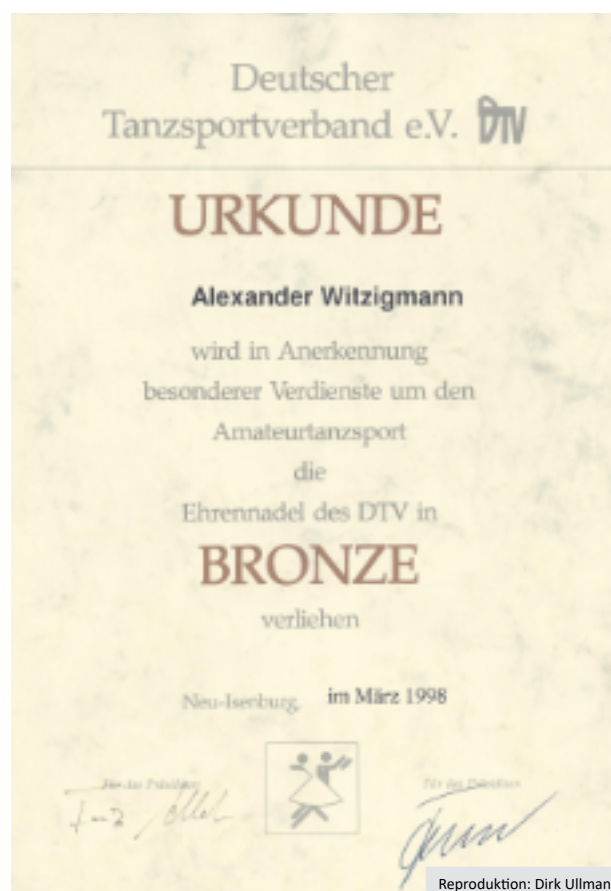 Deutscher
Tanzsportverband e.V. DTV
URKUNDE
Alexander Witzigmann
wird in Anerkennung
besonderer Verdienste um den
Amateurtanzsport
die
Ehrennadel des DTV in
BRONZE
verliehen
Neu-Isenburg, im März 1998
Für das Präsidium Für das Präsidium
Reproduktion: Dirk Ullman